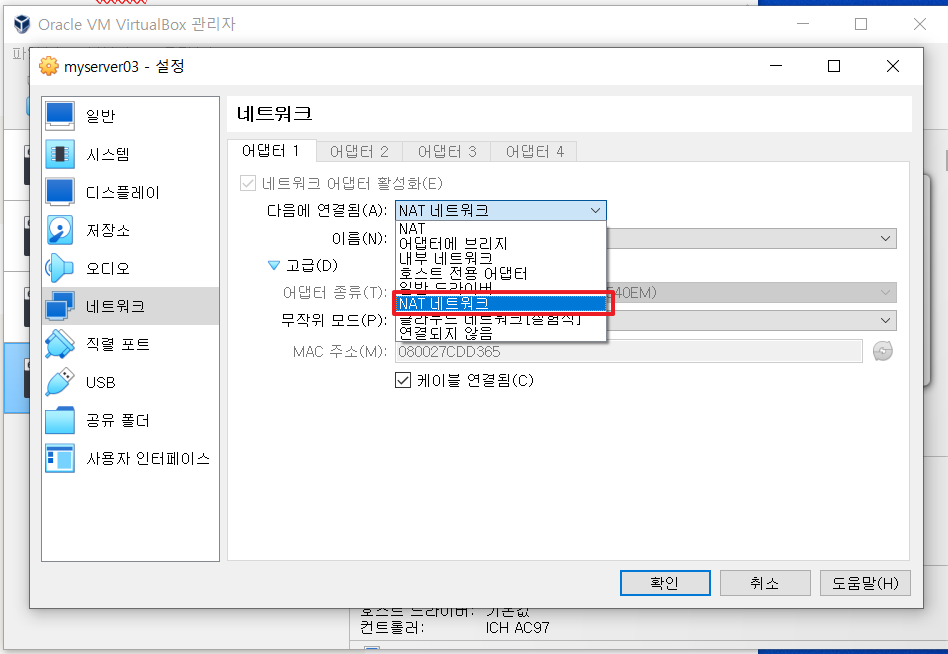 Oracle VM VirtualBox 관리자
myserver03 - 설정
일반
시스템
디스플레이
저장소
오디오
네트워크
직렬 포트
USB
공유 폴더
사용자 인터페이스
네트워크
어댑터 1 어댑터 2 어댑터 3 어댑터 4
네트워크 어댑터 활성화(E)
다음에 연결됨(A): NAT 네트워크
NAT
어댑터에 브리지
내부 네트워크
호스트 전용 어댑터
일반 드라이버
NAT 네트워크
클라우드 네트워크[실험적]
연결되지 않음
이름(N):
고급(D)
어댑터 종류(T): 40EM)
무작위 모드(P):
MAC 주소(M): 080027CDD365
케이블 연결됨(C)
확인 취소 도움말(H)
호스트 드라이버: 기본값
컨트롤러: ICH AC97